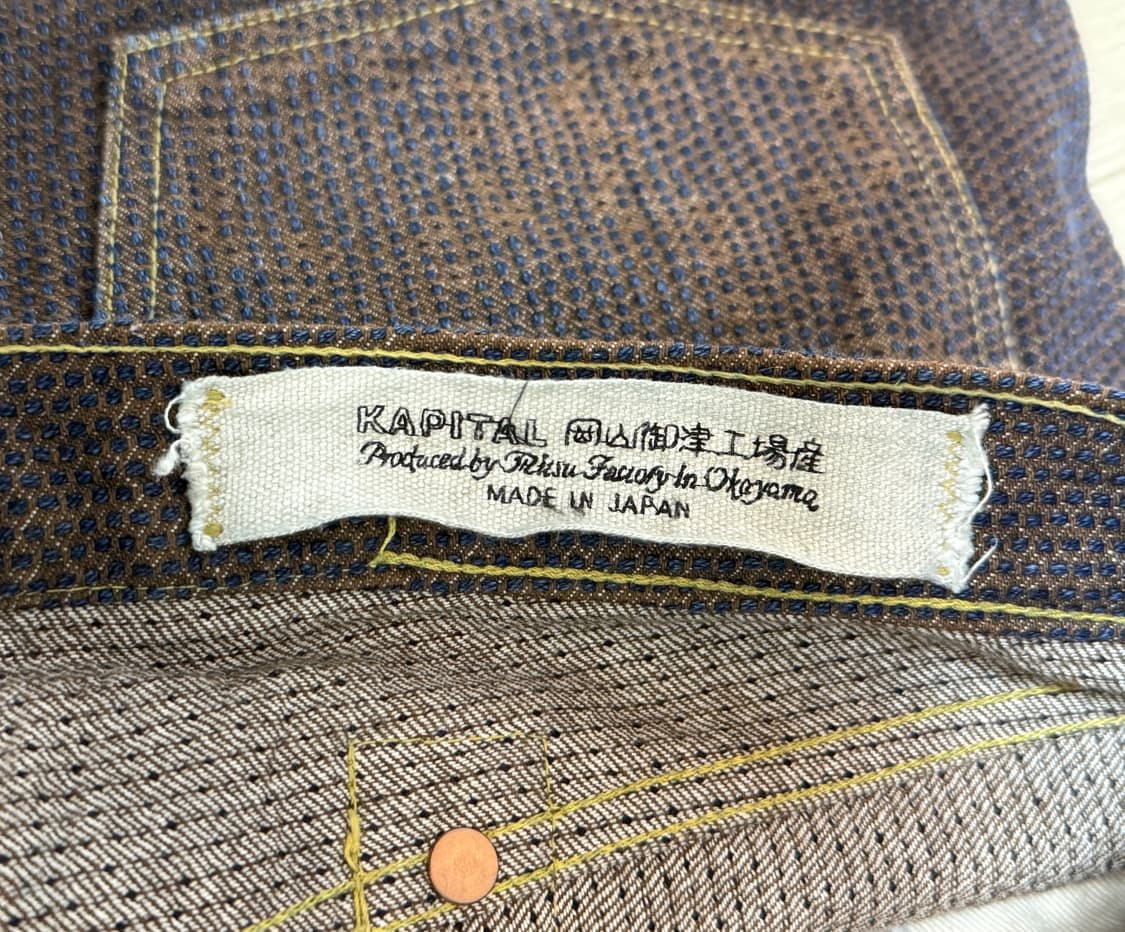 KAPITAL 岡山御津工場産
Produced by Mitsu Factory In Okayama
MADE IN JAPAN